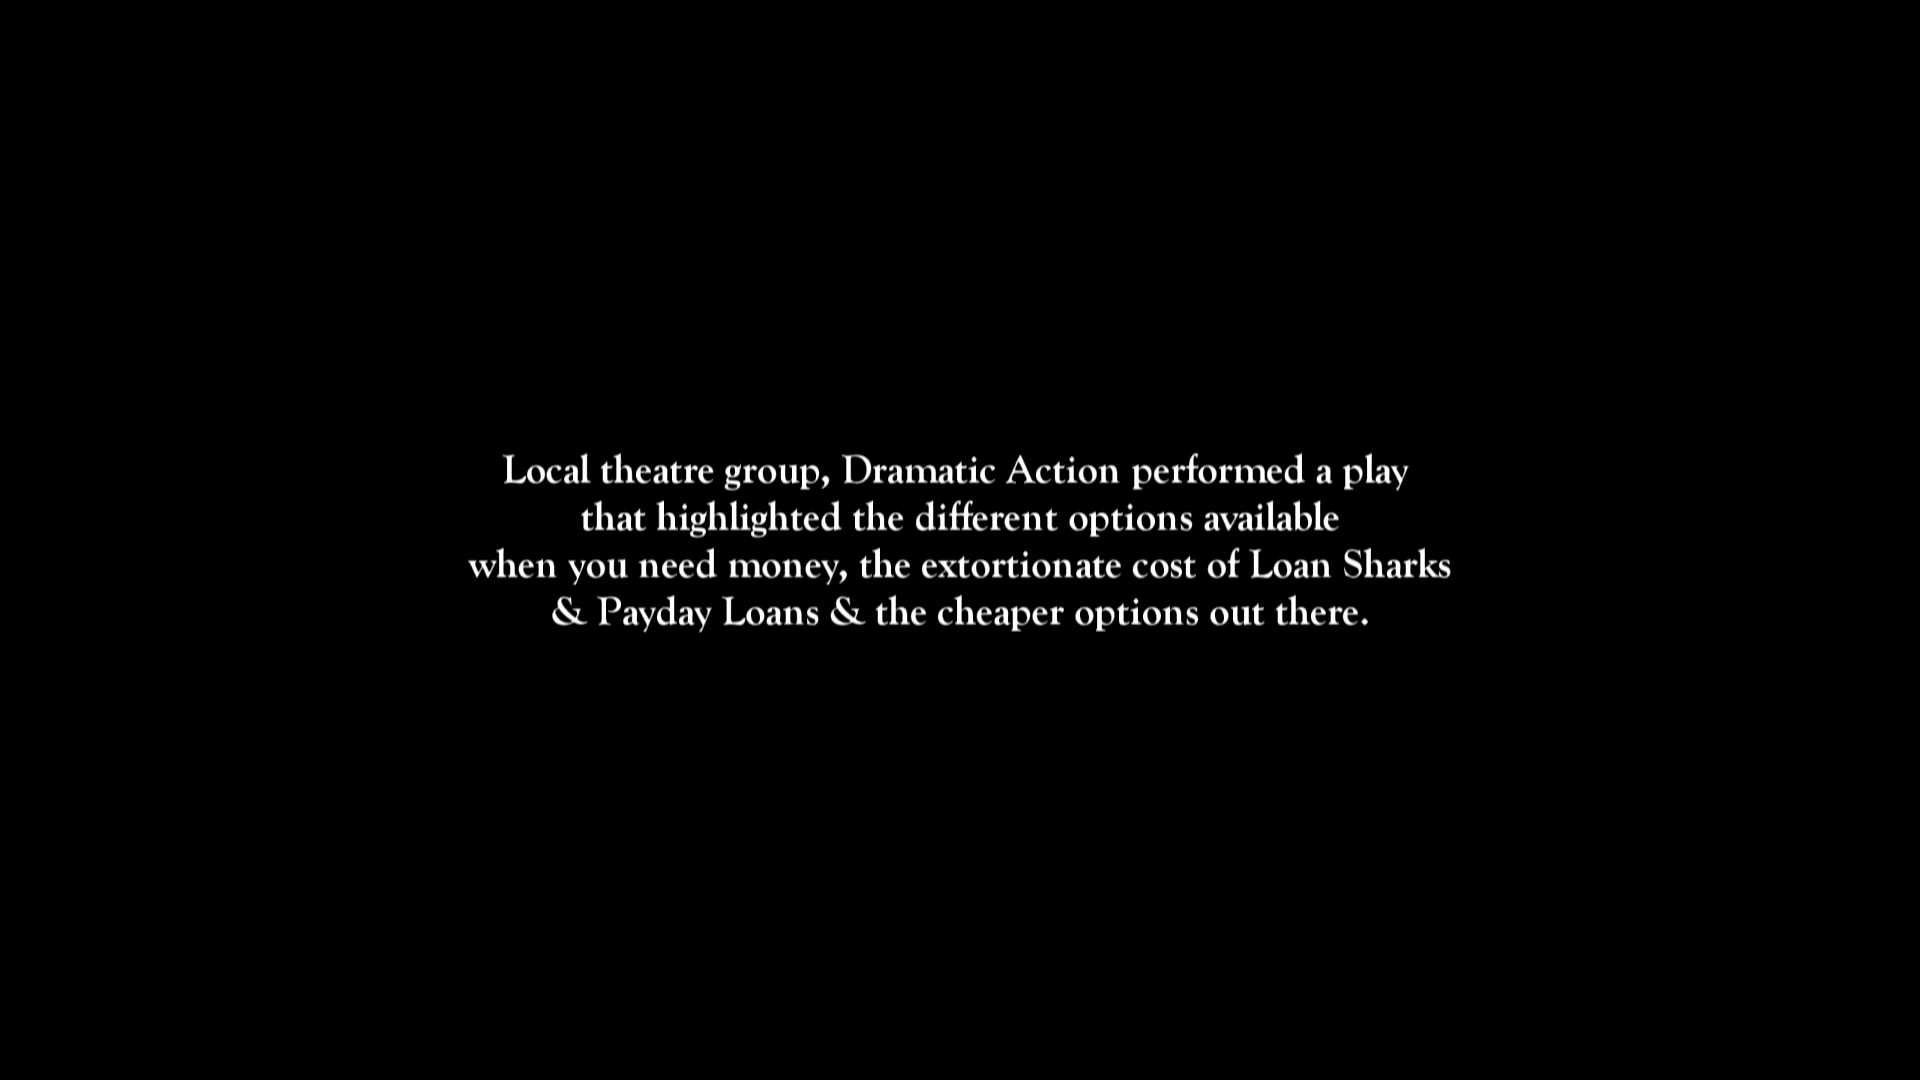 Local theatre group, Dramatic Action performed a play
that highlighted the different options available
when you need money, the extortionate cost of Loan Sharks
& Payday Loans & the cheaper options out there.